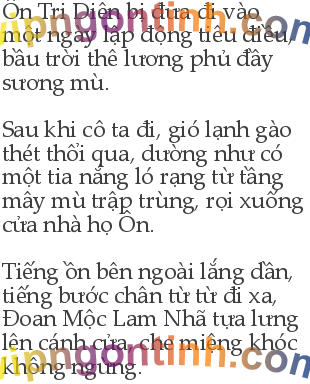 Ôn Tri Diên bị đưa đi vào
một ngày lập đông tiêu điều,
bầu trời thê lương phủ đầy
sương mù.
Sau khi cô ta đi, gió lạnh gào
thét thổi qua, dường như có
một tia nắng ló rạng từ tầng
mây mù trập trùng, rọi xuống
cửa nhà họ Ôn.
Tiếng ồn bên ngoài lắng dần,
tiếng bước chân từ từ đi xa,
Đoan Mộc Lam Nhã tựa lưng
lên cánh cửa, che miệng khóc
không ngừng.
vipngontinh.com
vipngontinh.com